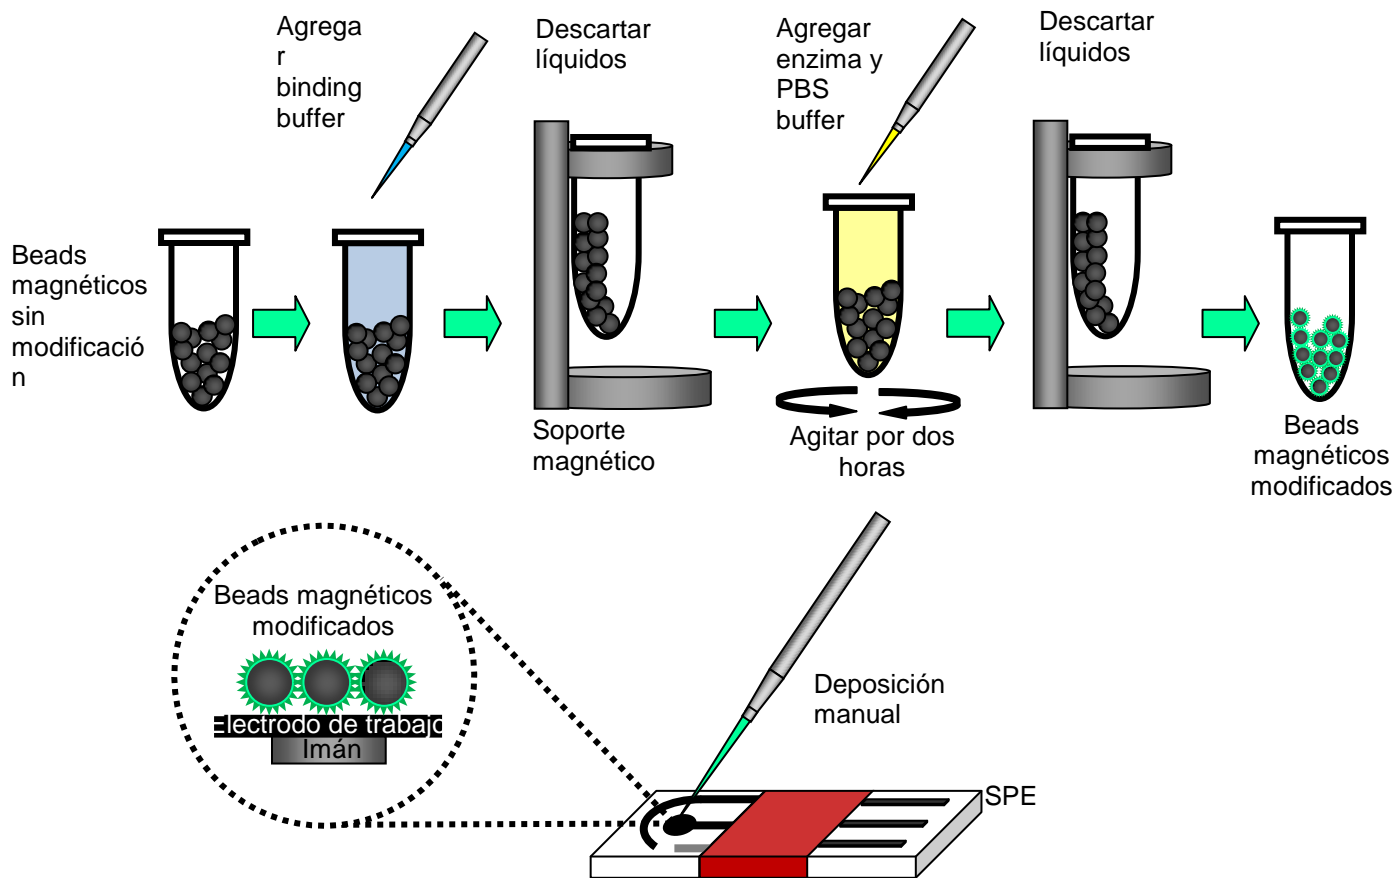 Agrega
r
binding
buffer
Descartar
líquidos
Agregar
enzima y
PBS
buffer
Descartar
líquidos
Beads
magnéticos
sin
modificació
n
Soporte
magnético
Agitar por dos
horas
Beads
magnéticos
modificados
Beads magnéticos
modificados
Electrodo de trabajo
Imán
Deposición
manual
SPE